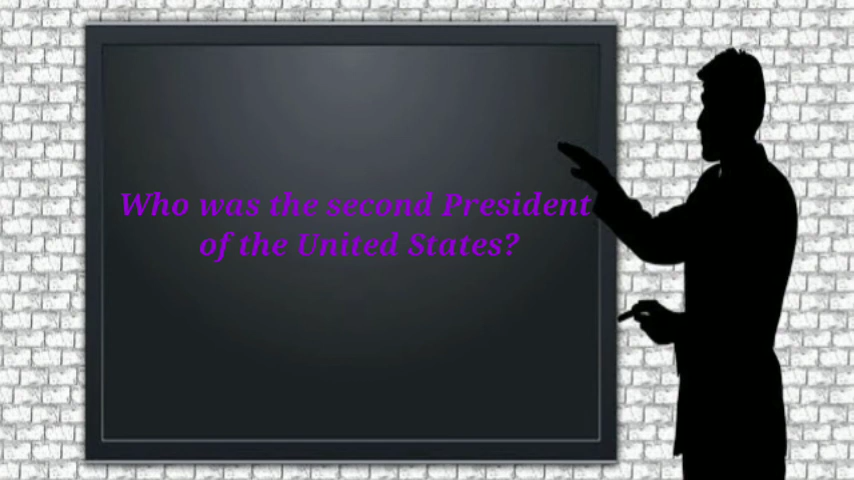 Who was the second President
of the United States?